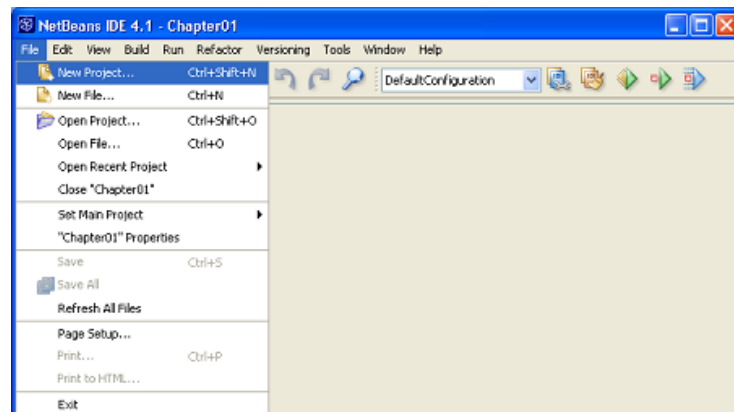 NetBeans IDE 4.1 - Chapter01
File Edit View Build Run Refactor Versioning Tools Window Help
New Project... Ctrl+Shift+N
DefaultConfiguration
New File... Ctrl+N
Open Project... Ctrl+Shift+O
Open File... Ctrl+O
Open Recent Project
Close "Chapter01"
Set Main Project
"Chapter01" Properties
Save Ctrl+S
Save All
Refresh All Files
Page Setup...
Print... Ctrl+P
Print to HTML...
Exit